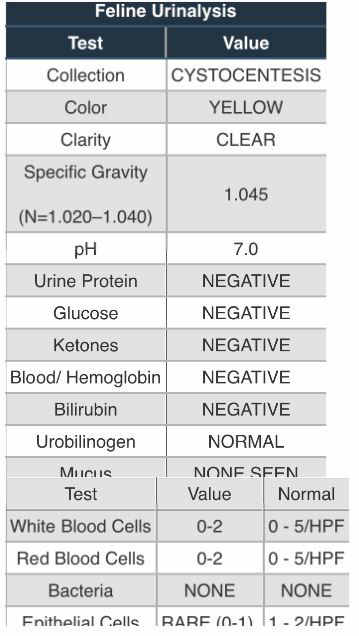 Feline Urinalysis
Test Value
Collection CYSTOCENTESIS
Color YELLOW
Clarity CLEAR
Specific Gravity
(N=1.020–1.040) 1.045
pH 7.0
Urine Protein NEGATIVE
Glucose NEGATIVE
Ketones NEGATIVE
Blood/ Hemoglobin NEGATIVE
Bilirubin NEGATIVE
Urobilinogen NORMAL
Mucus NONE SEEN
Test Value Normal
White Blood Cells 0-2 0 - 5/HPF
Red Blood Cells 0-2 0 - 5/HPF
Bacteria NONE NONE
Epithelial Cells RARE (0-1) 1 - 2/HPF